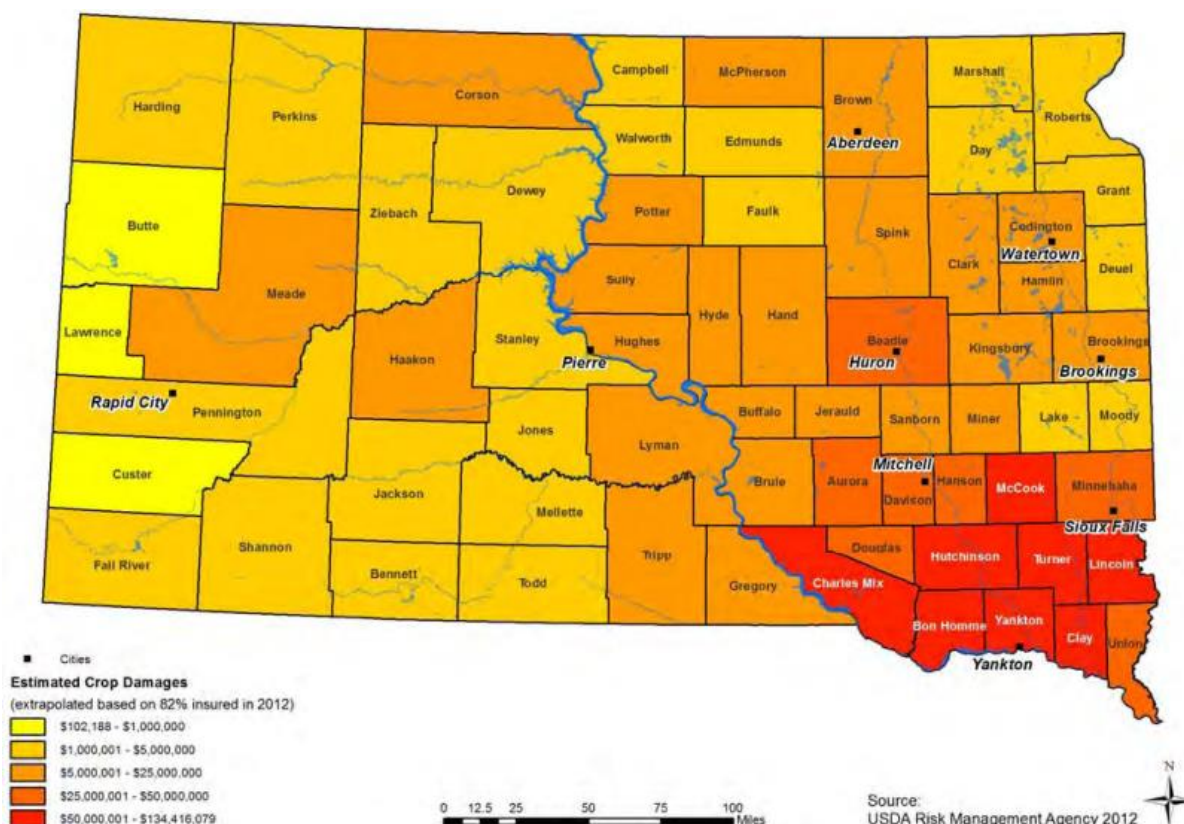 Campbell
McPherson
Brown
Marshall
Roberts
Harding
Perkins
Corson
Walworth
Edmunds
Aberdeen
Day
Dewey
Ziebach
Potter
Faulk
Spink
Clark
Codington
Watertown
Grant
Butte
Meade
Sully
Hyde
Hand
Hamlin
Deuel
Lawrence
Haakon
Stanley
Pierre
Hughes
Beadle
Huron
Kingsbury
Brookings
Brookings
Rapid City
Pennington
Jones
Lyman
Buffalo
Jerauld
Sanborn
Miner
Lake
Moody
Custer
Jackson
Mellette
Brule
Aurora
Mitchell
Davison
Hanson
McCook
Minnehaha
Sioux Falls
Fall River
Shannon
Bennett
Todd
Tripp
Gregory
Charles Mix
Douglas
Hutchinson
Turner
Lincoln
Bon Homme
Yankton
Clay
Union
Yankton
Cities
Estimated Crop Damages
(extrapolated based on 82% insured in 2012)
$102,188 - $1,000,000
$1,000,001 - $5,000,000
$5,000,001 - $25,000,000
$25,000,001 - $50,000,000
$50,000,001 - $134,416,079
0 12.5 25 50 75 100
Miles
Source:
USDA Risk Management Agency 2012
N